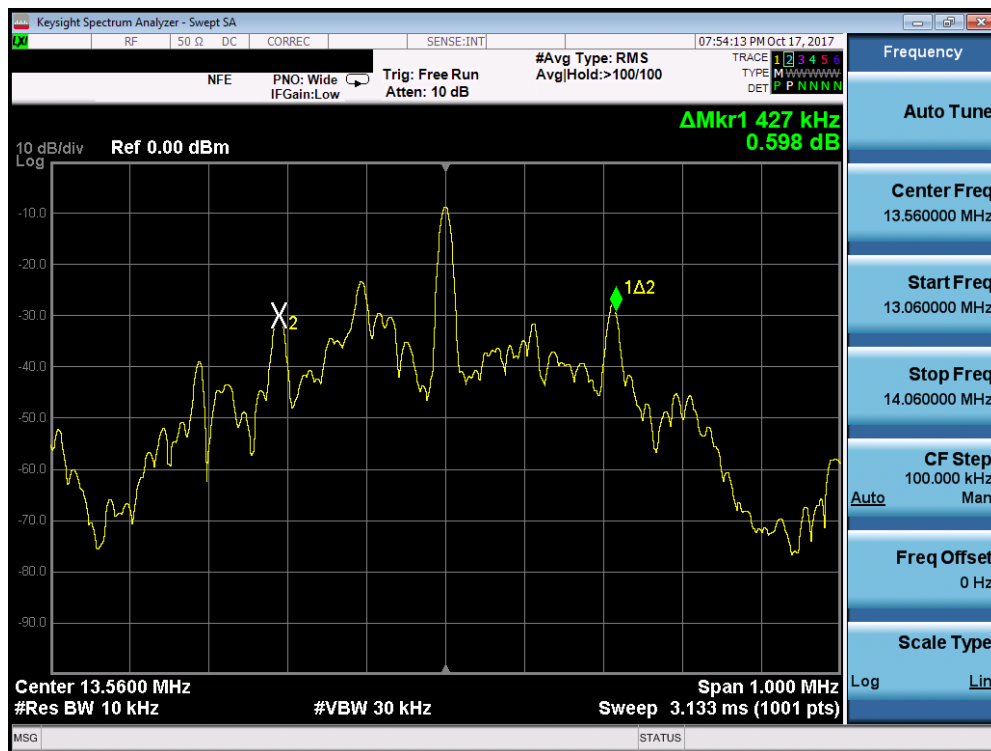 Keysight Spectrum Analyzer - Swept SA
LXI RF 50 Ω DC CORREC SENSE:INT 07:54:13 PM Oct 17, 2017
NFE PNO: Wide Trig: Free Run #Avg Type: RMS TRACE 1 2 3 4 5 6
IFGain:Low Atten: 10 dB Avg|Hold:>100/100 TYPE M WWWWW
DET P P N N N N
ΔMkr1 427 kHz
0.598 dB
10 dB/div Ref 0.00 dBm
Log
-10.0
-20.0
-30.0
-40.0
-50.0
-60.0
-70.0
-80.0
-90.0
2
1Δ2
Center 13.5600 MHz Span 1.000 MHz
#Res BW 10 kHz #VBW 30 kHz Sweep 3.133 ms (1001 pts)
MSG STATUS
Frequency
Auto Tune
Center Freq
13.560000 MHz
Start Freq
13.060000 MHz
Stop Freq
14.060000 MHz
CF Step
100.000 kHz
Auto Man
Freq Offset
0 Hz
Scale Type
Log Lin